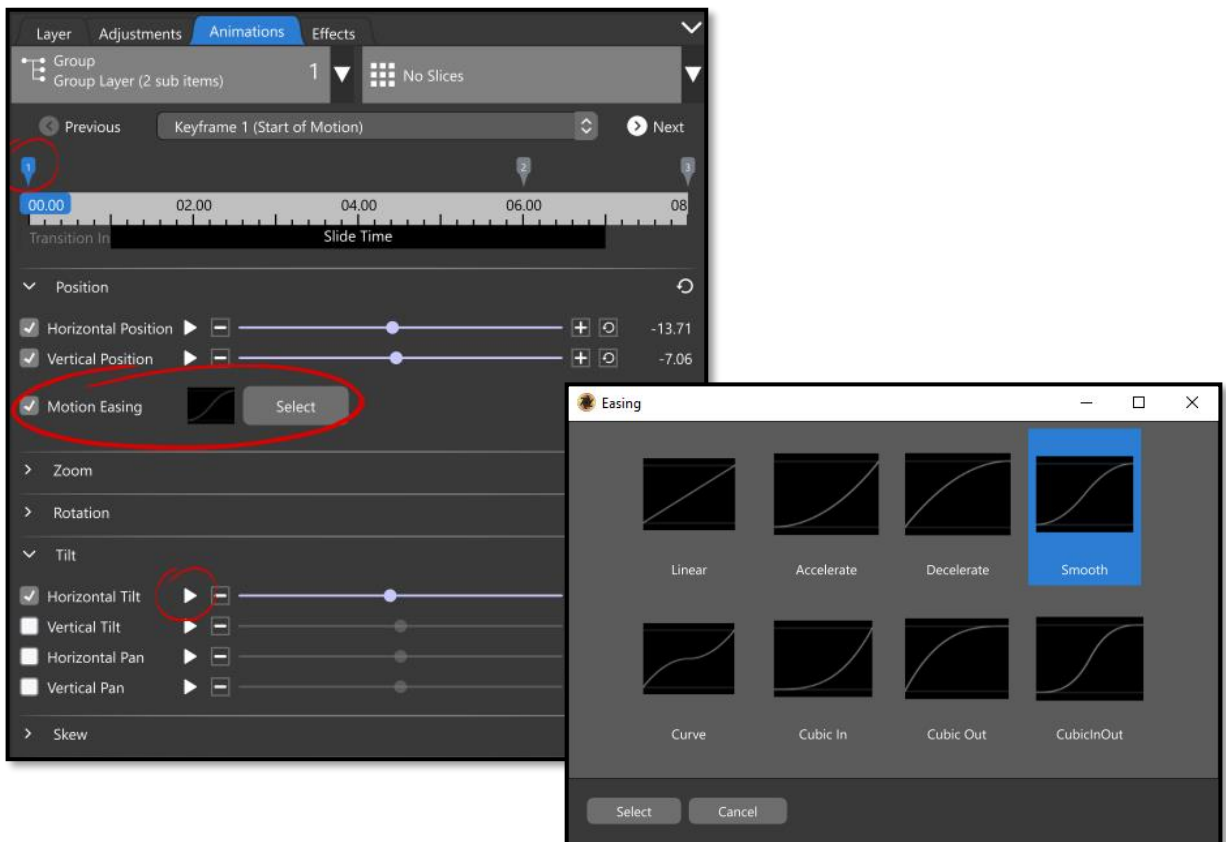 Layer Adjustments Animations Effects
Group
Group Layer (2 sub items) 1 No Slices
Previous Keyframe 1 (Start of Motion) Next
1 2 3
00.00 02.00 04.00 06.00 08
Transition In Slide Time
Position
Horizontal Position -13.71
Vertical Position -7.06
Motion Easing Select
Zoom
Rotation
Tilt
Horizontal Tilt
Vertical Tilt
Horizontal Pan
Vertical Pan
Skew
Easing
Linear Accelerate Decelerate Smooth
Curve Cubic In Cubic Out CubicInOut
Select Cancel